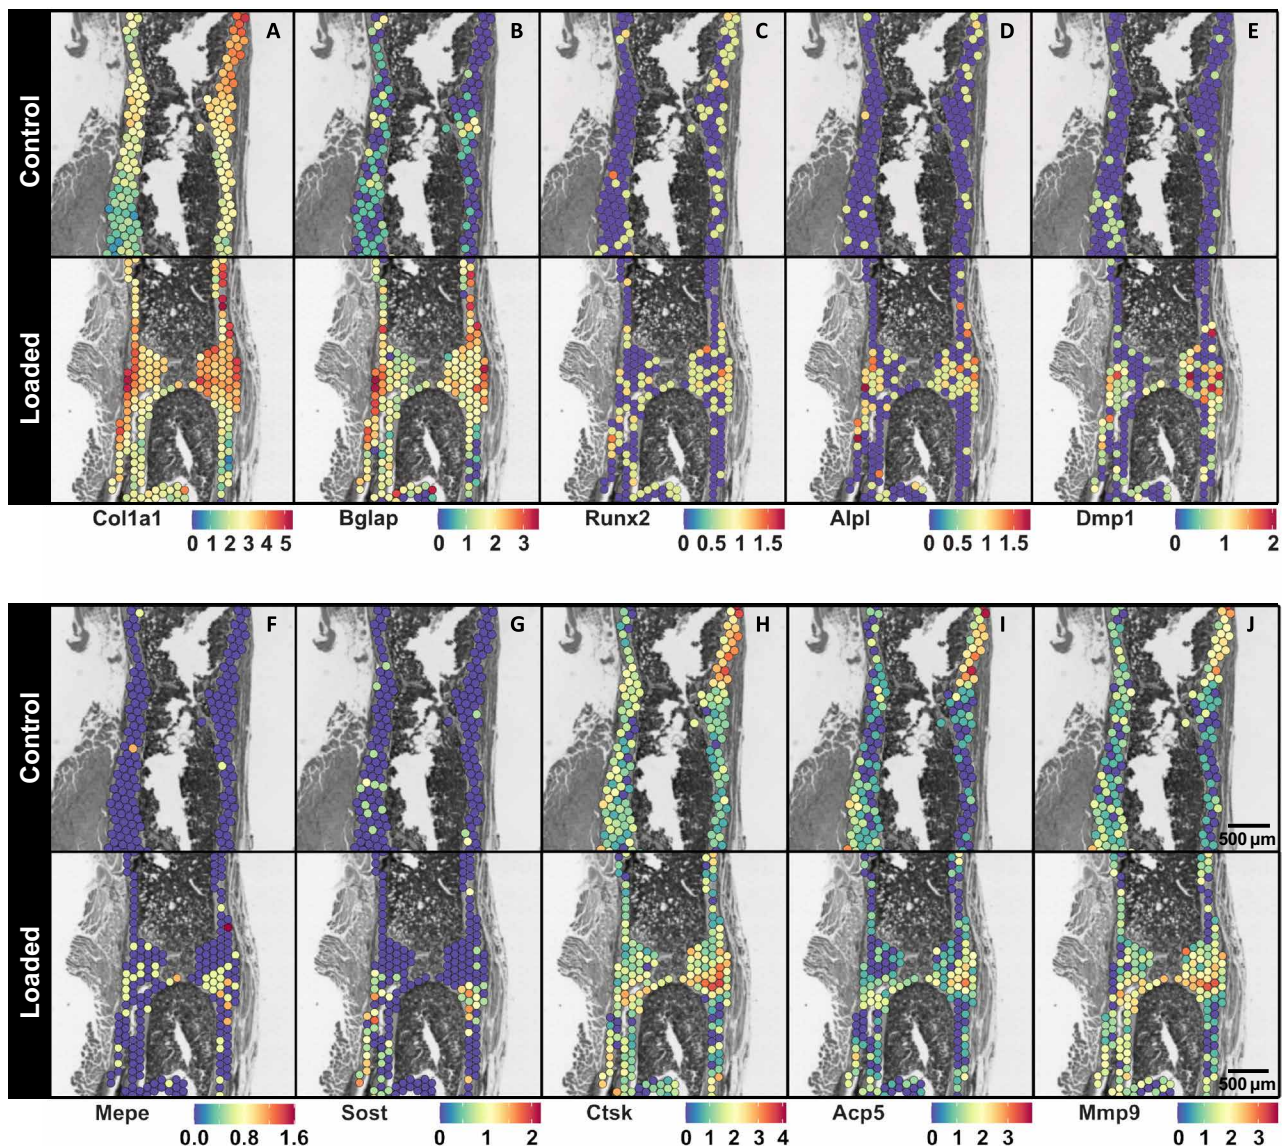 Control
A
B
C
D
E
Loaded
Col1a1
0 1 2 3 4 5
Bglap
0 1 2 3
Runx2
0 0.5 1 1.5
Alpl
0 0.5 1 1.5
Dmp1
0 1 2
Control
F
G
H
I
J
500 µm
Loaded
500 µm
Mepe
0.0 0.8 1.6
Sost
0 1 2
Ctsk
0 1 2 3 4
Acp5
0 1 2 3
Mmp9
0 1 2 3